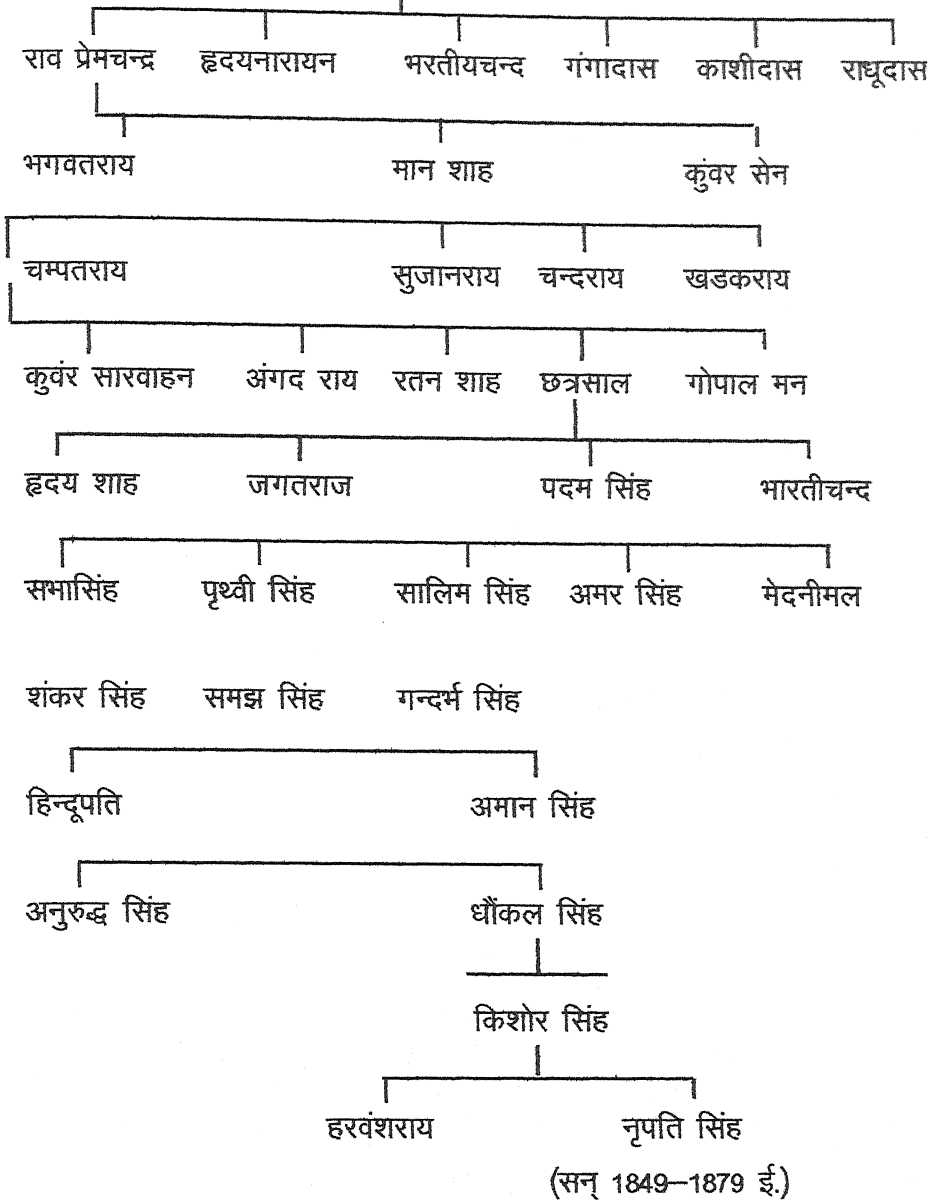 राव प्रेमचन्द्र हृदयनारायन भरतीयचन्द गंगादास काशीदास राधूदास
भगवतराय मान शाह कुंवर सेन
चम्पतराय सुजानराय चन्दराय खडकराय
कुवंर सारवाहन अंगद राय रतन शाह छत्रसाल गोपाल मन
हृदय शाह जगतराज पदम सिंह भारतीचन्द
सभासिंह पृथ्वी सिंह सालिम सिंह अमर सिंह मेदनीमल
शंकर सिंह समझ सिंह गन्दर्भ सिंह
हिन्दूपति अमान सिंह
अनुरुद्ध सिंह धौंकल सिंह
किशोर सिंह
हरवंशराय नृपति सिंह
(सन् 1849–1879 ई.)